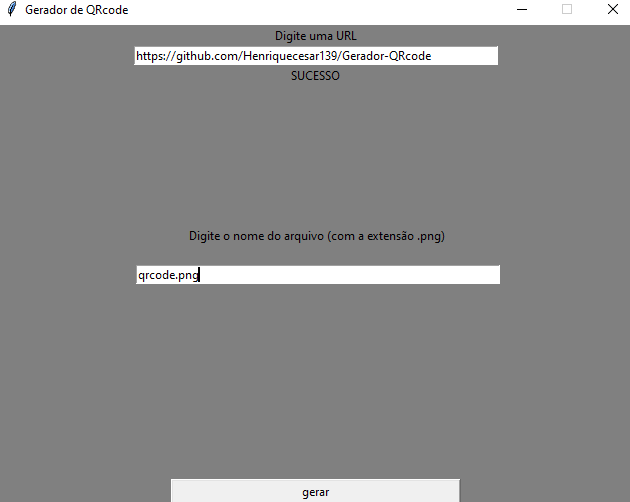 Gerador de QRcode
Digite uma URL
https://github.com/Henriquecesar139/Gerador-QRcode
SUCESSO
Digite o nome do arquivo (com a extensão .png)
qrcode.png
gerar